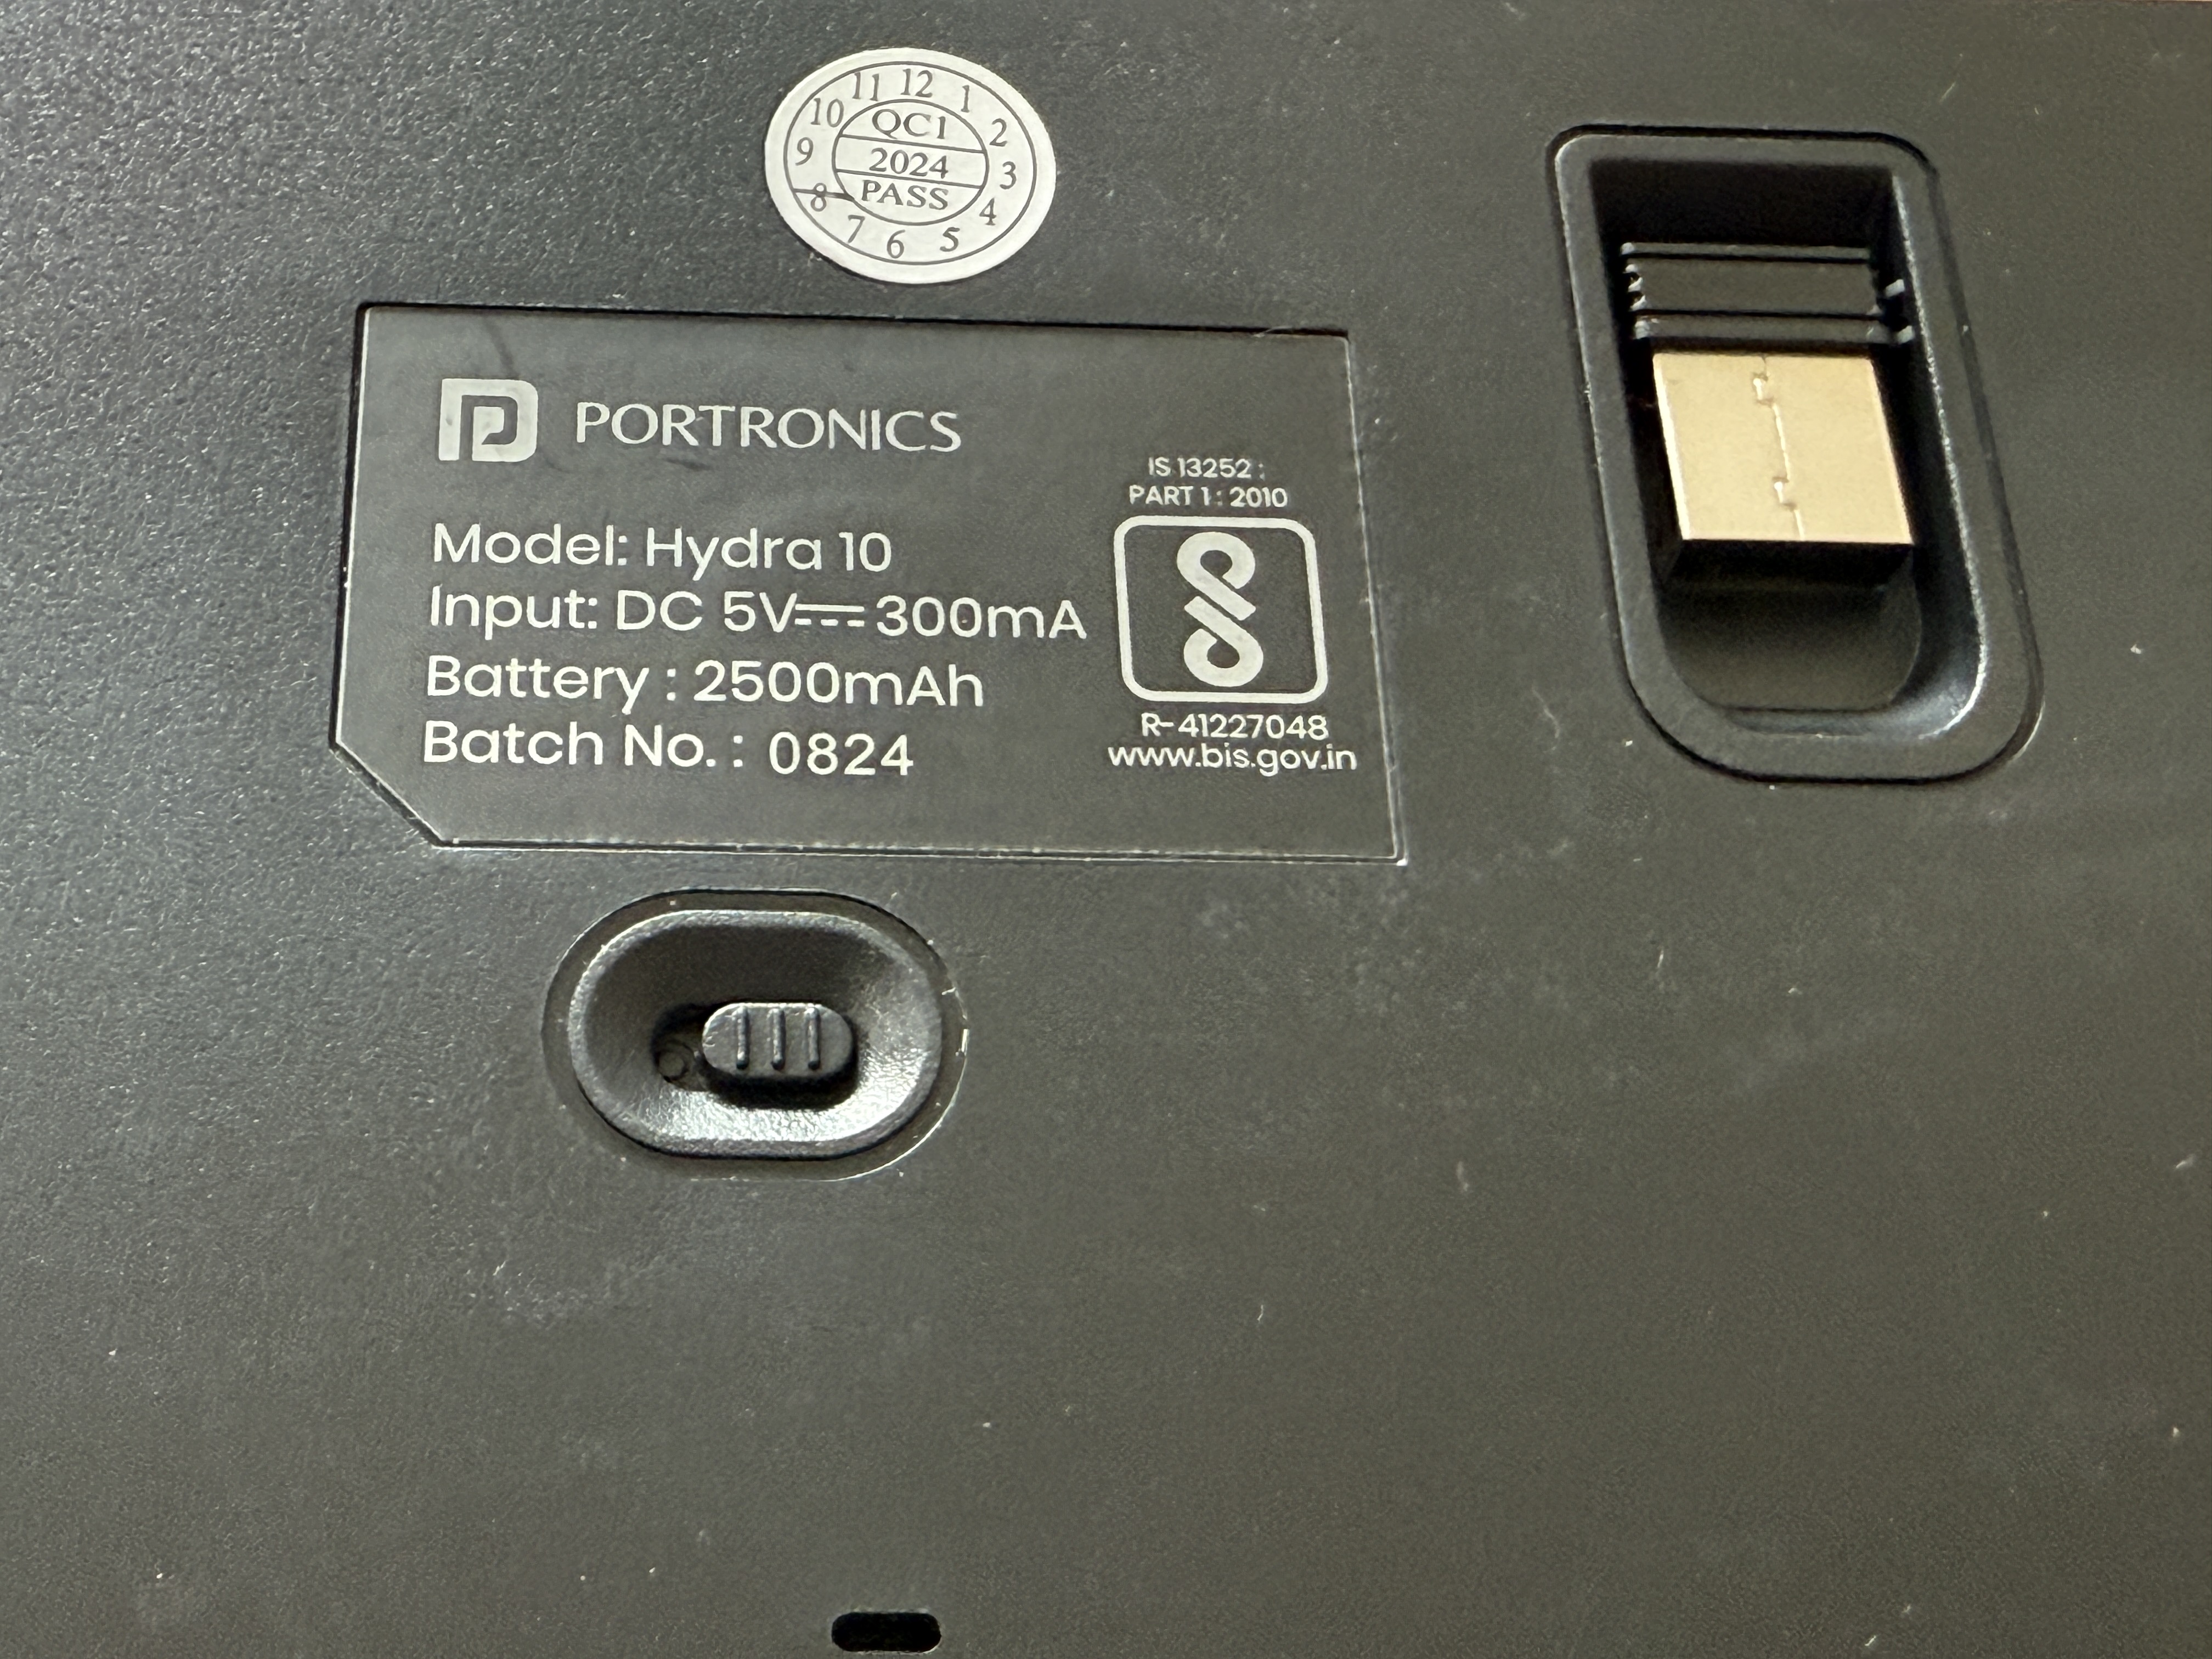 11 12 1
10 2
9 3
8 4
7 6 5
QC1
2024
PASS
PORTRONICS
Model: Hydra 10
Input: DC 5V⎓300mA
Battery : 2500mAh
Batch No. : 0824
IS 13252 :
PART 1 : 2010
R-41227048
www.bis.gov.in